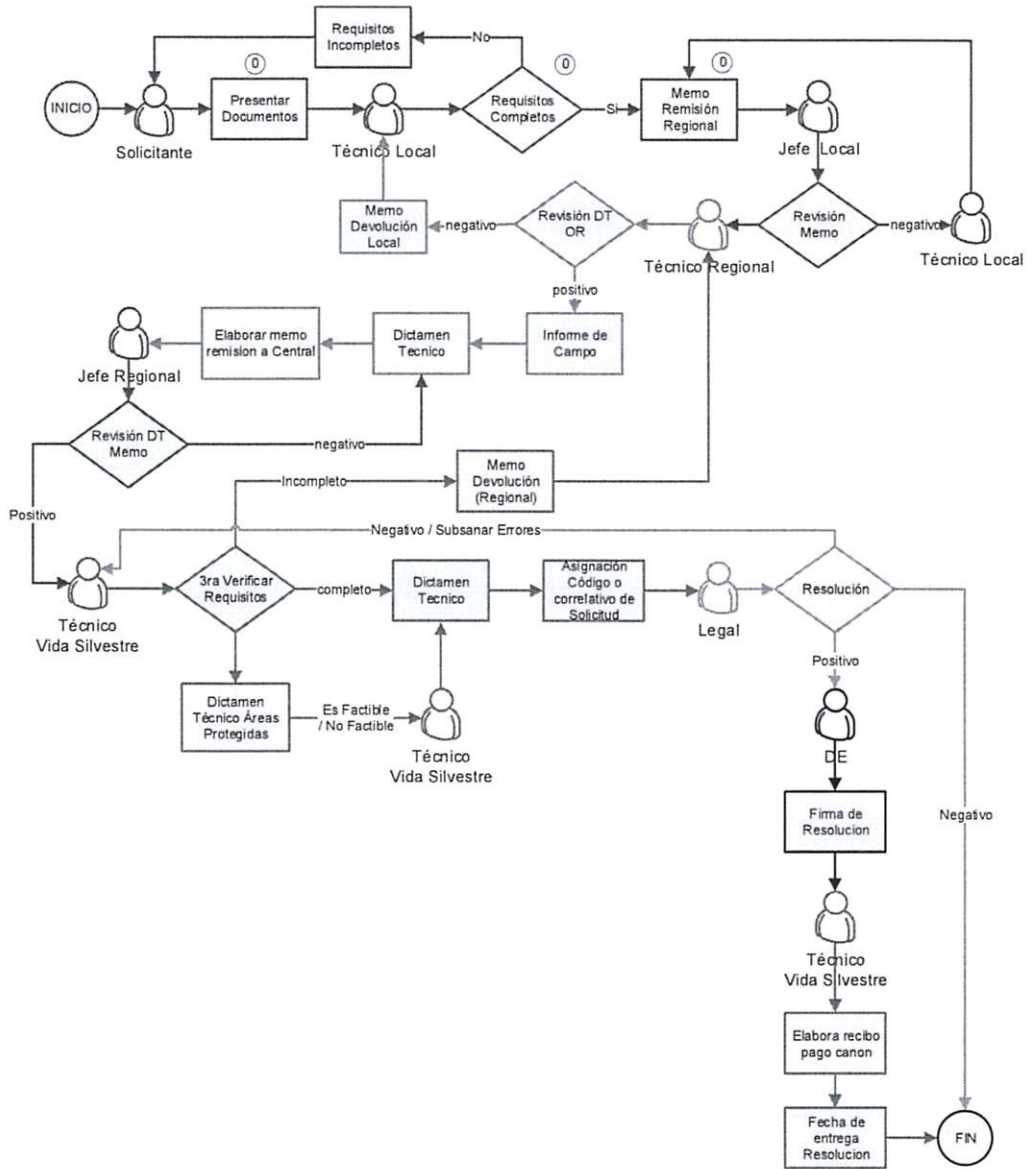 Requisitos
Incompletos
No
0
0
0
INICIO
Presentar
Documentos
Requisitos
Completos
Si
Memo
Remisión
Regional
Solicitante
Técnico Local
Jefe Local
Memo
Devolución
Local
negativo
Revisión DT
OR
Técnico Regional
Revisión
Memo
negativo
Técnico Local
positivo
Elaborar memo
remision a Central
Dictamen
Tecnico
Informe de
Campo
Jefe Regional
Revisión DT
Memo
negativo
Incompleto
Memo
Devolución
(Regional)
Positivo
Negativo / Subsanar Errores
3ra Verificar
Requisitos
completo
Dictamen
Tecnico
Asignación
Código o
correlativo de
Solicitud
Legal
Resolución
Técnico
Vida Silvestre
Positivo
Dictamen
Técnico Áreas
Protegidas
Es Factible
/ No Factible
Técnico
Vida Silvestre
DE
Firma de
Resolucion
Negativo
Técnico
Vida Silvestre
Elabora recibo
pago canon
Fecha de
entrega
Resolucion
FIN